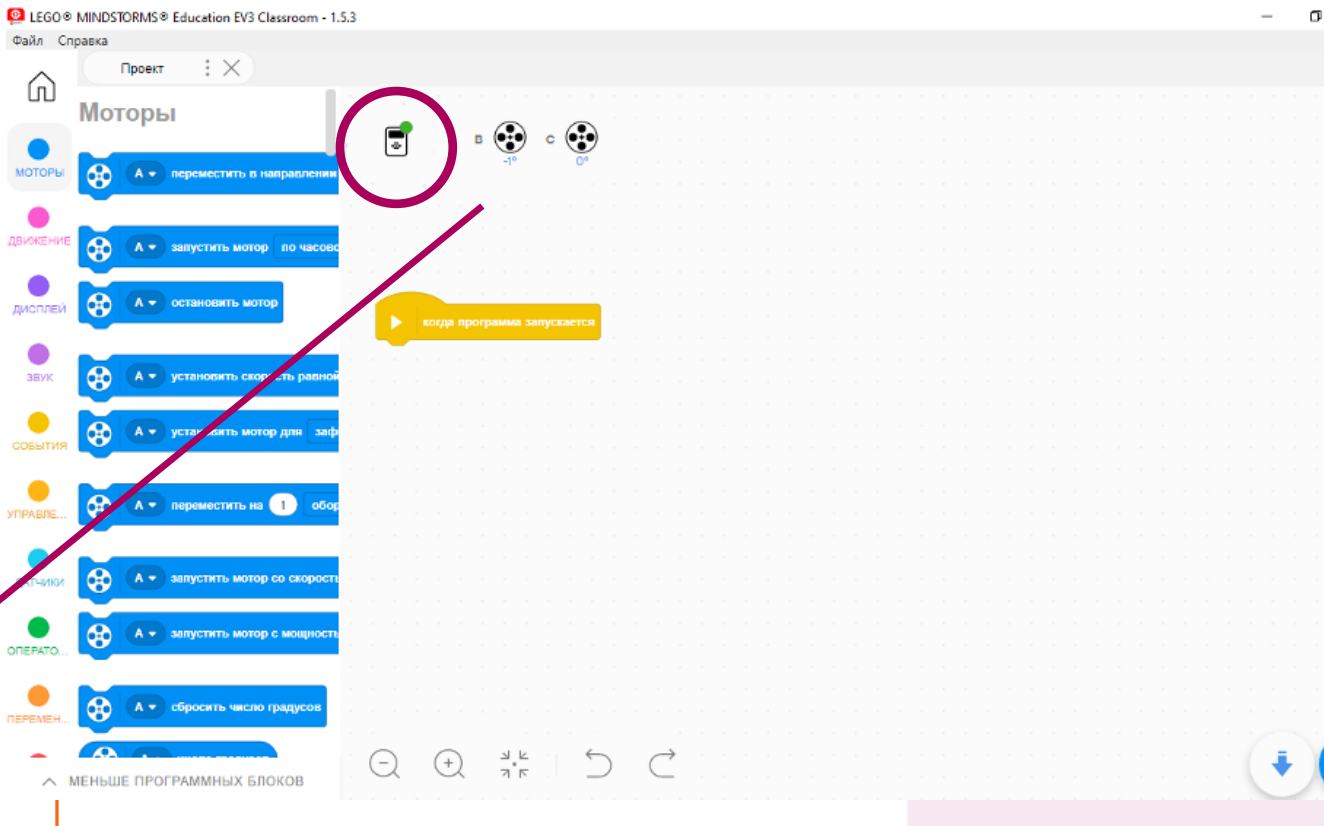 LEGO® MINDSTORMS® Education EV3 Classroom - 1.5.3
Файл Справка
Проект
Моторы
B
-1°
C
0°
МОТОРЫ
ДВИЖЕНИЕ
ДИСПЛЕЙ
ЗВУК
СОБЫТИЯ
УПРАВЛЕ...
ОПЕРАТО...
ПЕРЕМЕН...
A переместить в направлении
A запустить мотор по часово
A остановить мотор
A установить скорость равной
A установить мотор для заф
A переместить на 1 обор
A запустить мотор со скорость
A запустить мотор с мощность
A сбросить число градусов
когда программа запускается
МЕНЬШЕ ПРОГРАММНЫХ БЛОКОВ